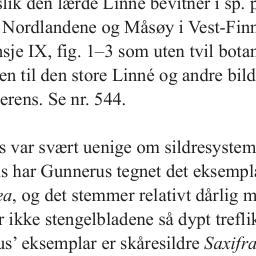 slik den lærde Linné bevitner i sp. p
Nordlandene og Måsøy i Vest-Finn
nsje IX, fig. 1–3 som uten tvil botan
en til den store Linné og andre bild
erens. Se nr. 544.
s var svært uenige om sildresystem
s har Gunnerus tegnet det eksempla
ea, og det stemmer relativt dårlig m
r ikke stengelbladene så dypt treflik
us’ eksemplar er skåresildre Saxifra